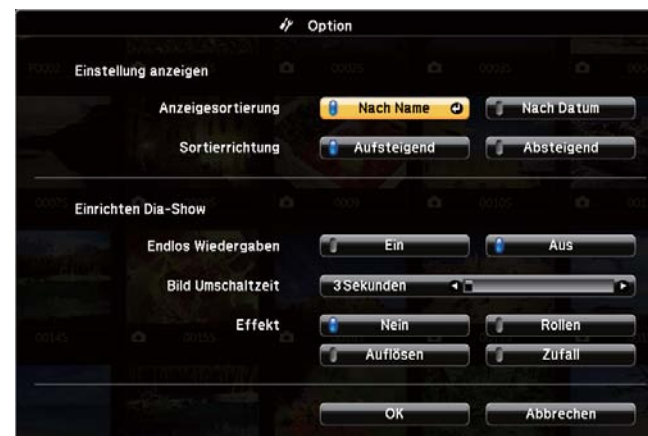 Option
Einstellung anzeigen
Anzeigesortierung Nach Name Nach Datum
Sortierrichtung Aufsteigend Absteigend
Einrichten Dia-Show
Endlos Wiedergaben Ein Aus
Bild Umschaltzeit 3Sekunden
Effekt Nein Rollen
Auflösen Zufall
OK Abbrechen